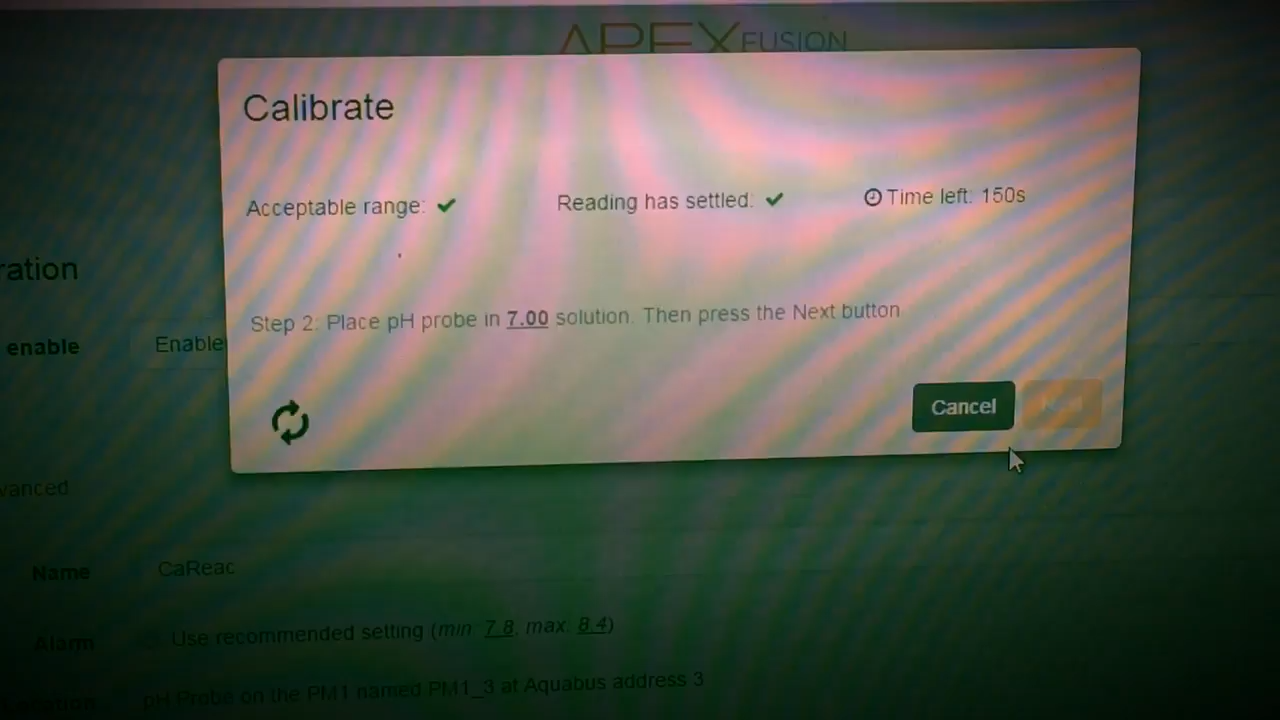 APEX FUSION
Calibrate
Acceptable range:
Reading has settled:
Time left: 150s
ration
Step 2: Place pH probe in 7.00 solution. Then press the Next button
enable
Enable
Cancel
vanced
Name
CaReac
Alarm
Use recommended setting (min: 7.8, max: 8.4)
pH Probe on the PM1 named PM1_3 at Aquabus address 3